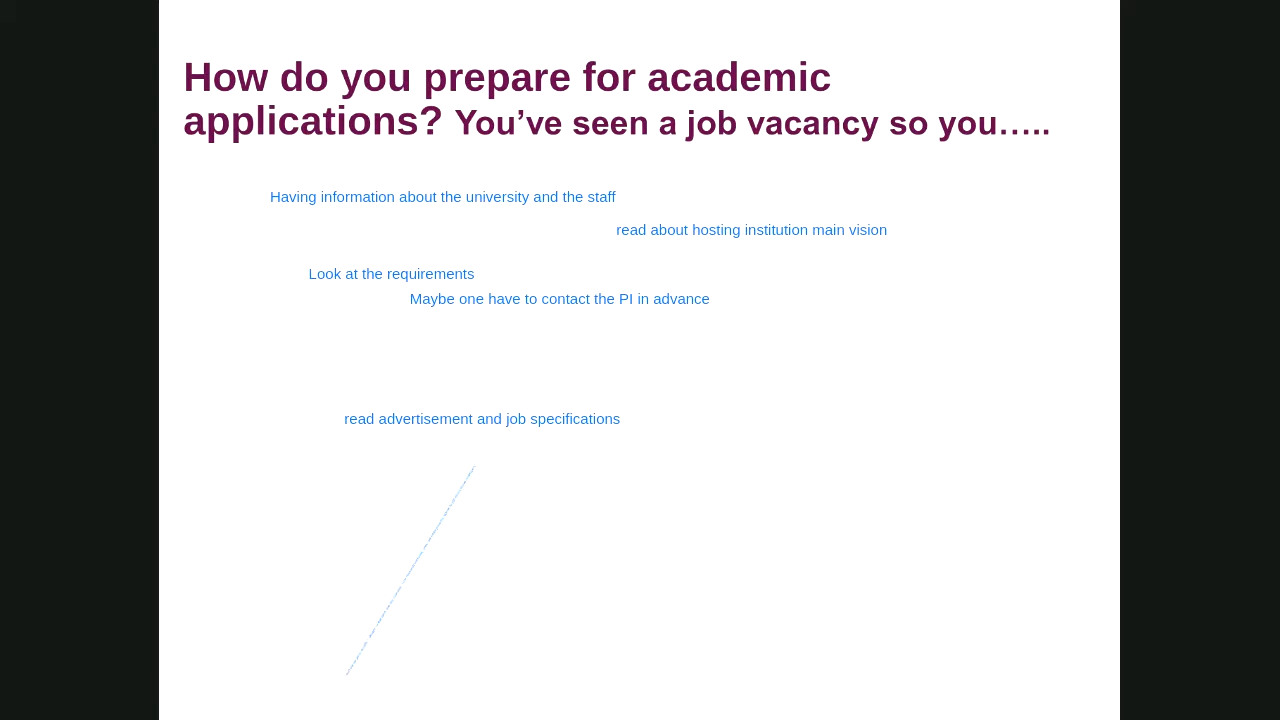 How do you prepare for academic
applications? You’ve seen a job vacancy so you…..
Having information about the university and the staff
read about hosting institution main vision
Look at the requirements
Maybe one have to contact the PI in advance
read advertisement and job specifications